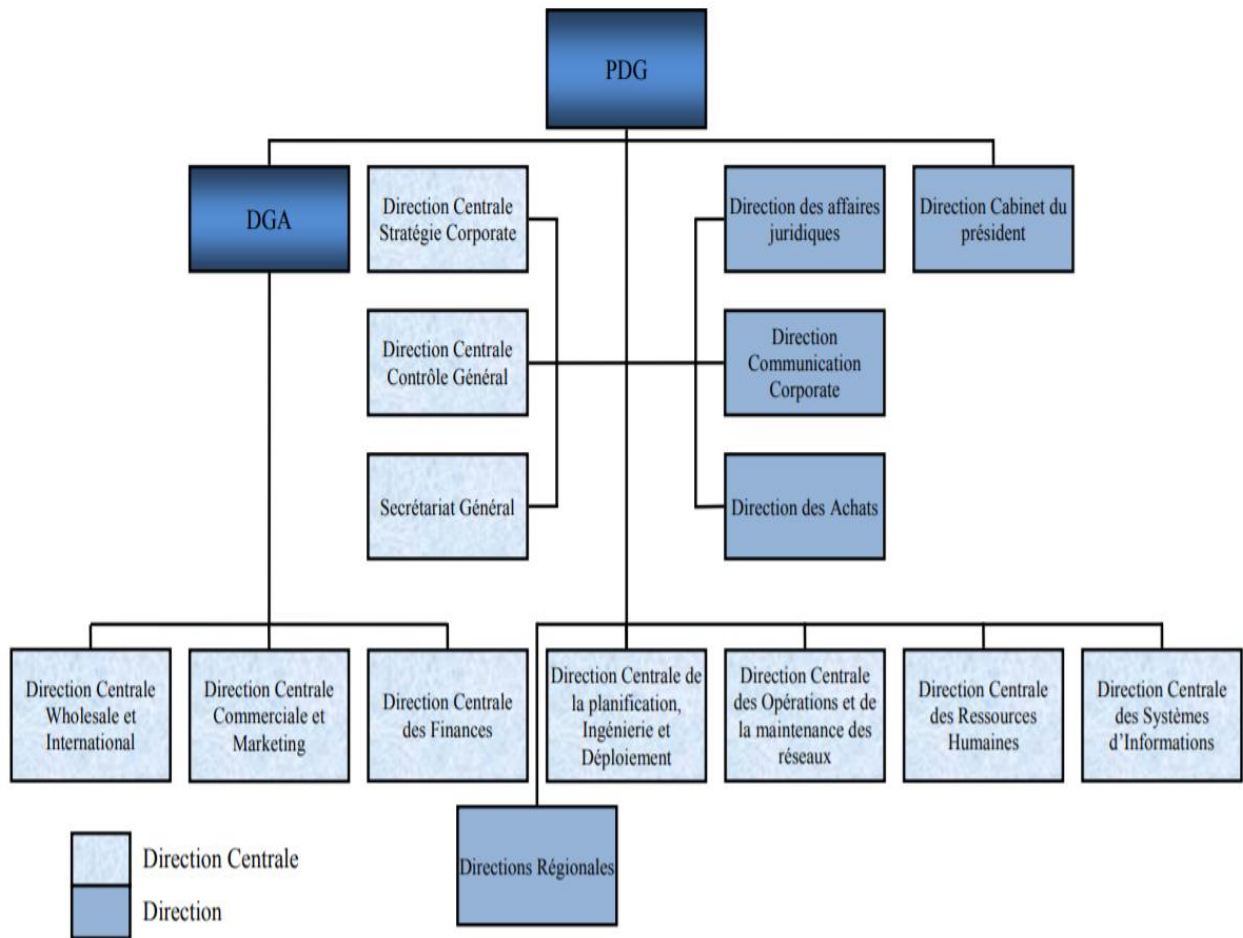 PDG
DGA
Direction Centrale
Stratégie Corporate
Direction des affaires
juridiques
Direction Cabinet du
président
Direction Centrale
Contrôle Général
Direction
Communication
Corporate
Secrétariat Général
Direction des Achats
Direction Centrale
Wholesale et
International
Direction Centrale
Commerciale et
Marketing
Direction Centrale
des Finances
Direction Centrale de
la planification,
Ingénierie et
Déploiement
Direction Centrale
des Opérations et de
la maintenance des
réseaux
Direction Centrale
des Ressources
Humaines
Direction Centrale
des Systèmes
d’Informations
Directions Régionales
Direction Centrale
Direction